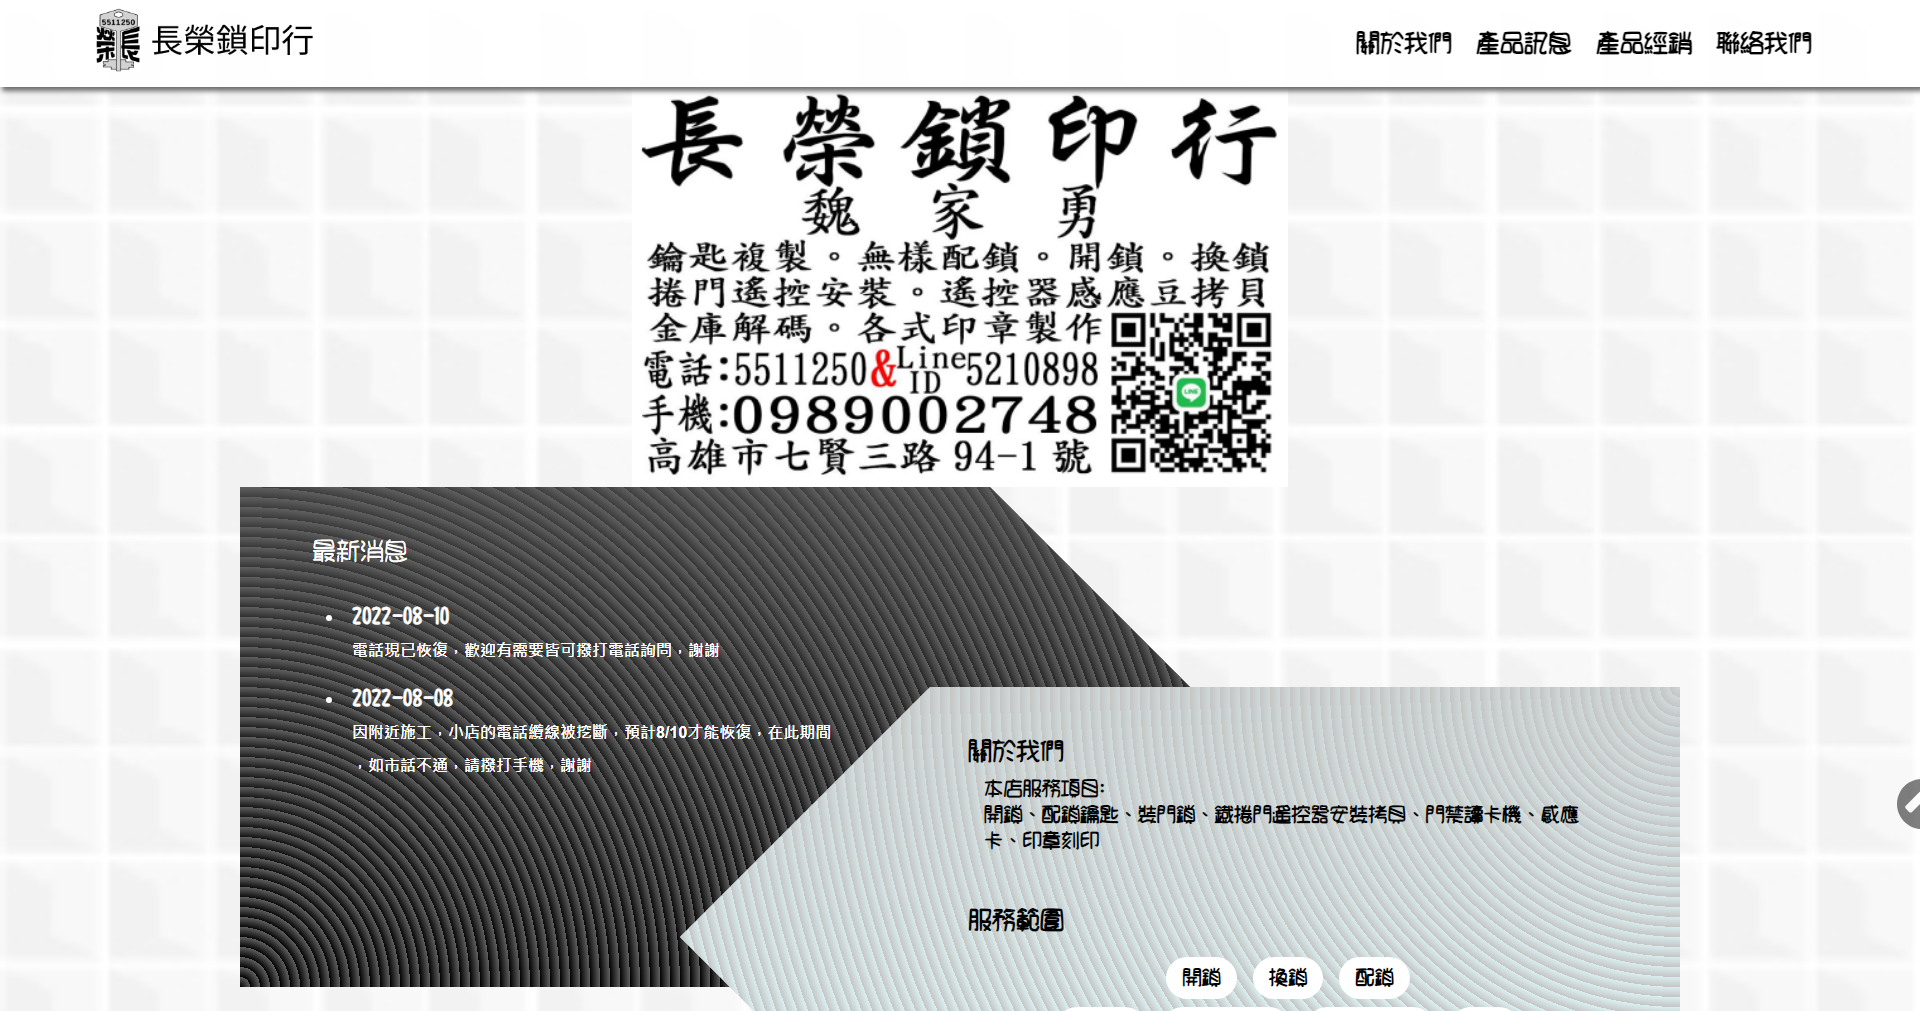 5511250
榮長
長榮鎖印行
關於我們 產品訊息 產品經銷 聯絡我們
長榮鎖印行
魏家勇
鑰匙複製。無樣配鎖。開鎖。換鎖
捲門遙控安裝。遙控器感應豆拷貝
金庫解碼。各式印章製作
電話:5511250&Line ID 5210898
手機:0989002748
高雄市七賢三路 94-1 號
LINE
最新消息
2022-08-10
電話現已恢復，歡迎有需要皆可撥打電話詢問，謝謝
2022-08-08
因附近施工，小店的電話纜線被挖斷，預計8/10才能恢復，在此期間
，如市話不通，請撥打手機，謝謝
關於我們
本店服務項目:
開鎖、配鎖鑰匙、裝門鎖、鐵捲門遙控器安裝拷貝、門禁讀卡機、感應
卡、印章刻印
服務範圍
開鎖 換鎖 配鎖